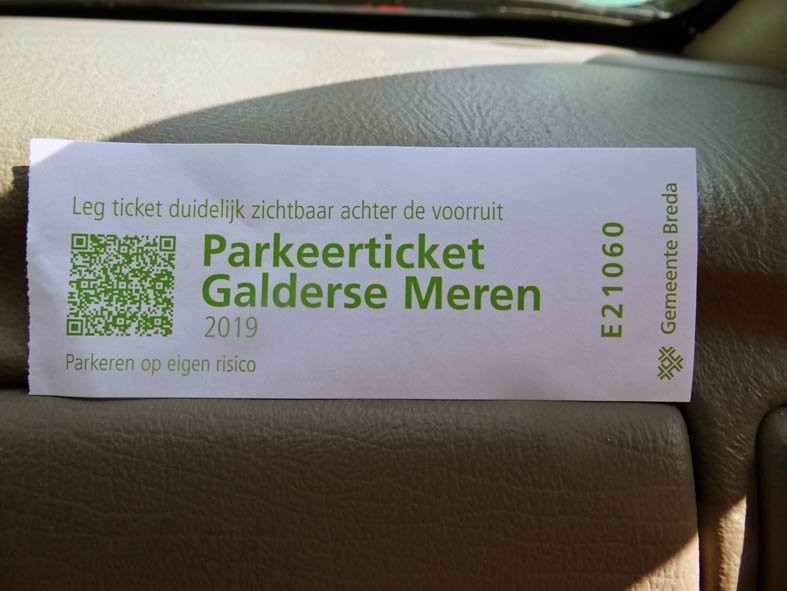 Leg ticket duidelijk zichtbaar achter de voorruit
Parkeerticket
Galderse Meren
2019
Parkeren op eigen risico
E21060
Gemeente Breda